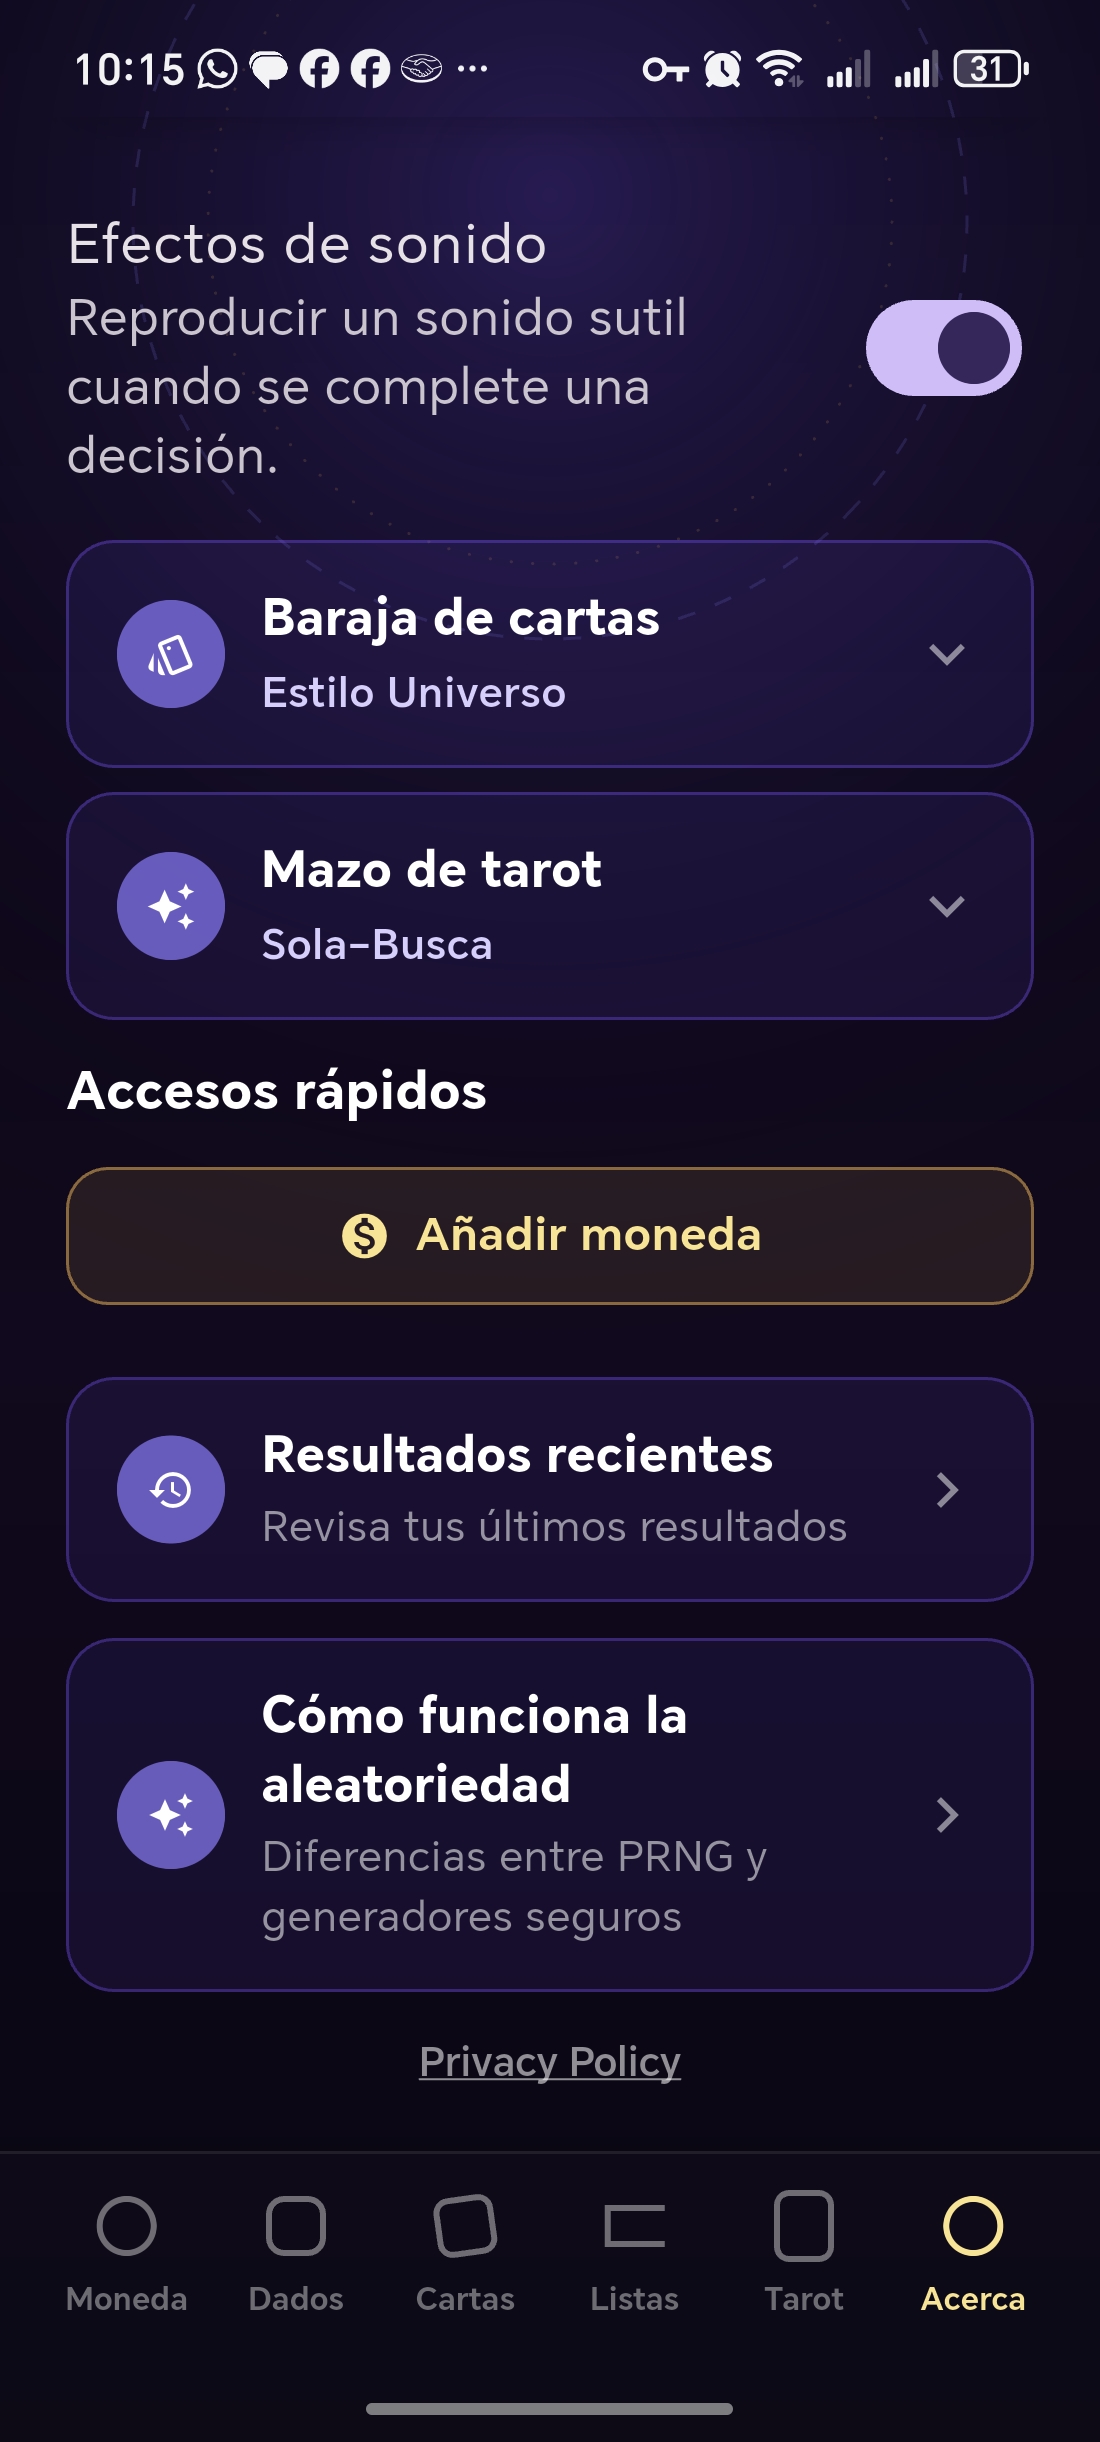 10:15
31
Efectos de sonido
Reproducir un sonido sutil
cuando se complete una
decisión.
Baraja de cartas
Estilo Universo
Mazo de tarot
Sola-Busca
Accesos rápidos
Añadir moneda
Resultados recientes
Revisa tus últimos resultados
Cómo funciona la
aleatoriedad
Diferencias entre PRNG y
generadores seguros
Privacy Policy
Moneda Dados Cartas Listas Tarot Acerca